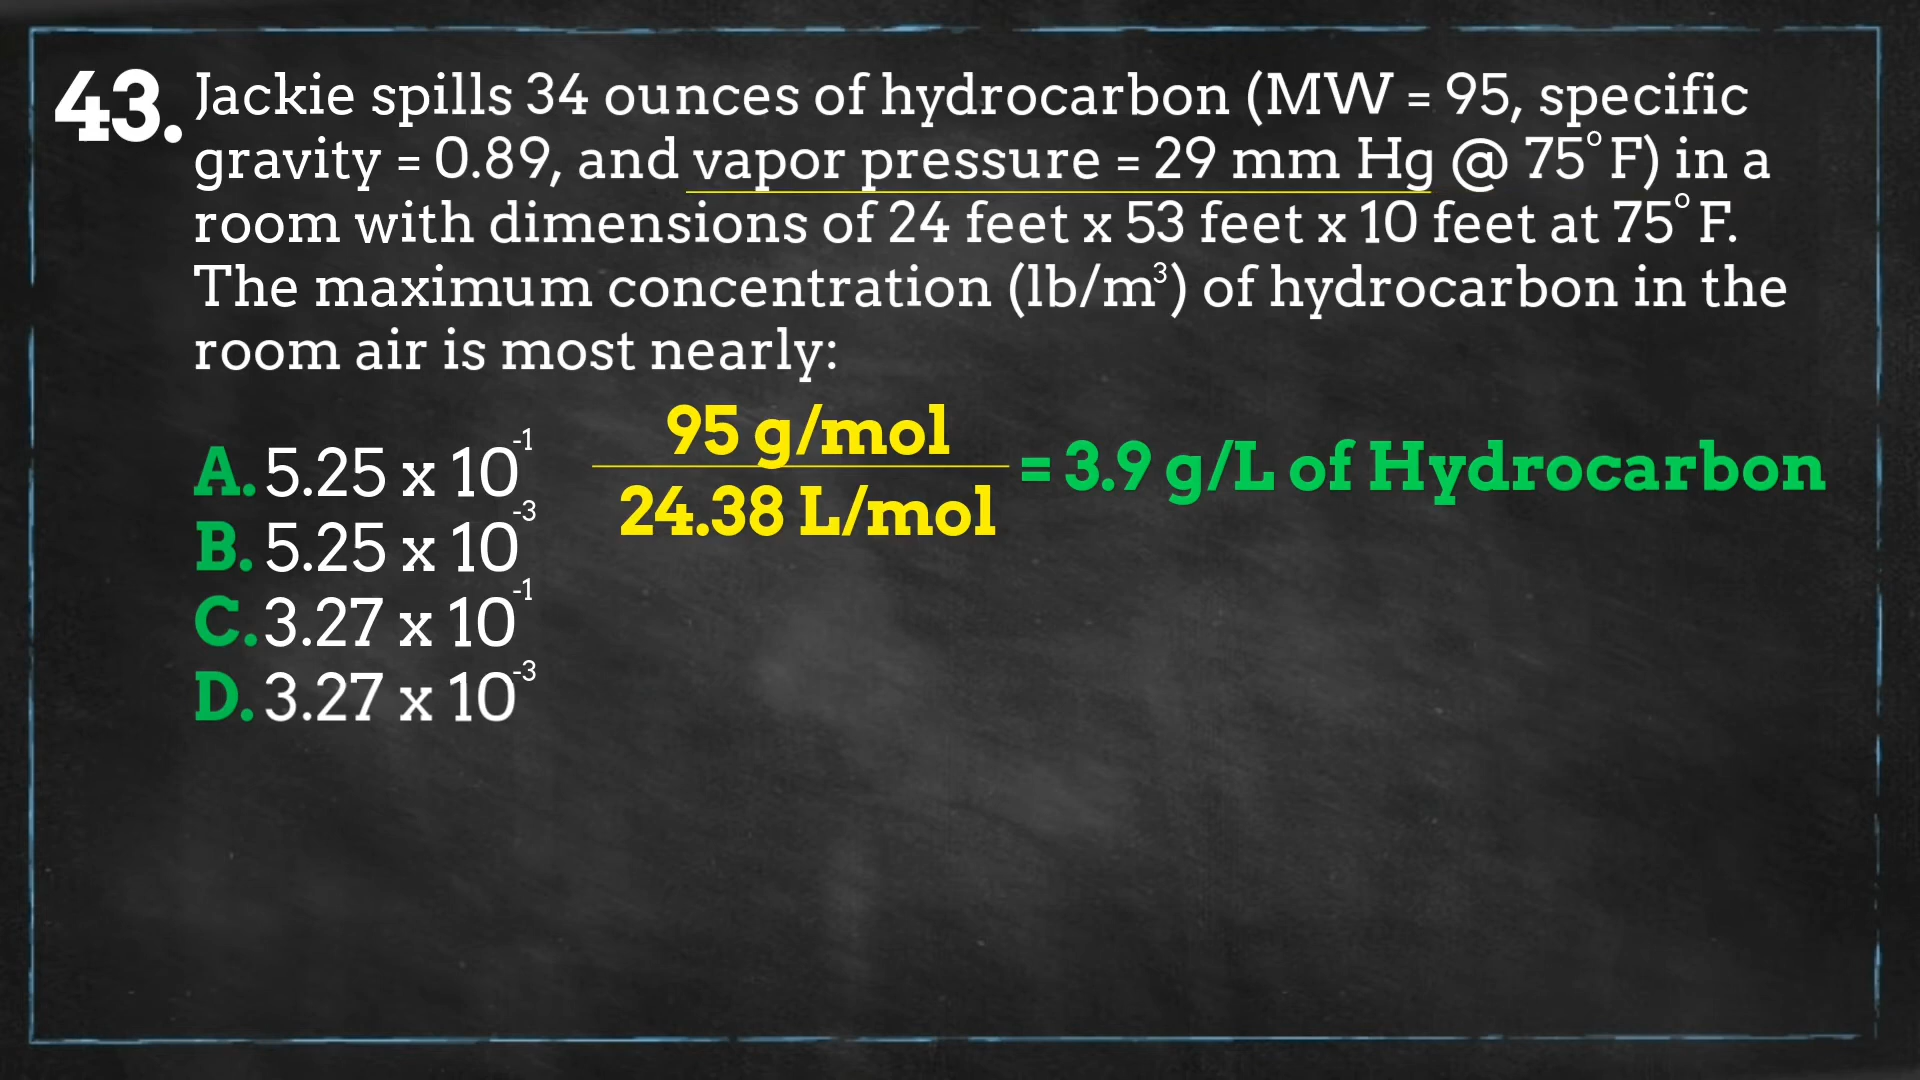 43. Jackie spills 34 ounces of hydrocarbon (MW = 95, specific
gravity = 0.89, and vapor pressure = 29 mm Hg @ 75°F) in a
room with dimensions of 24 feet x 53 feet x 10 feet at 75°F.
The maximum concentration (lb/m³) of hydrocarbon in the
room air is most nearly:
A. 5.25 x 10⁻¹
B. 5.25 x 10⁻³
C. 3.27 x 10⁻¹
D. 3.27 x 10⁻³
95 g/mol
24.38 L/mol
= 3.9 g/L of Hydrocarbon